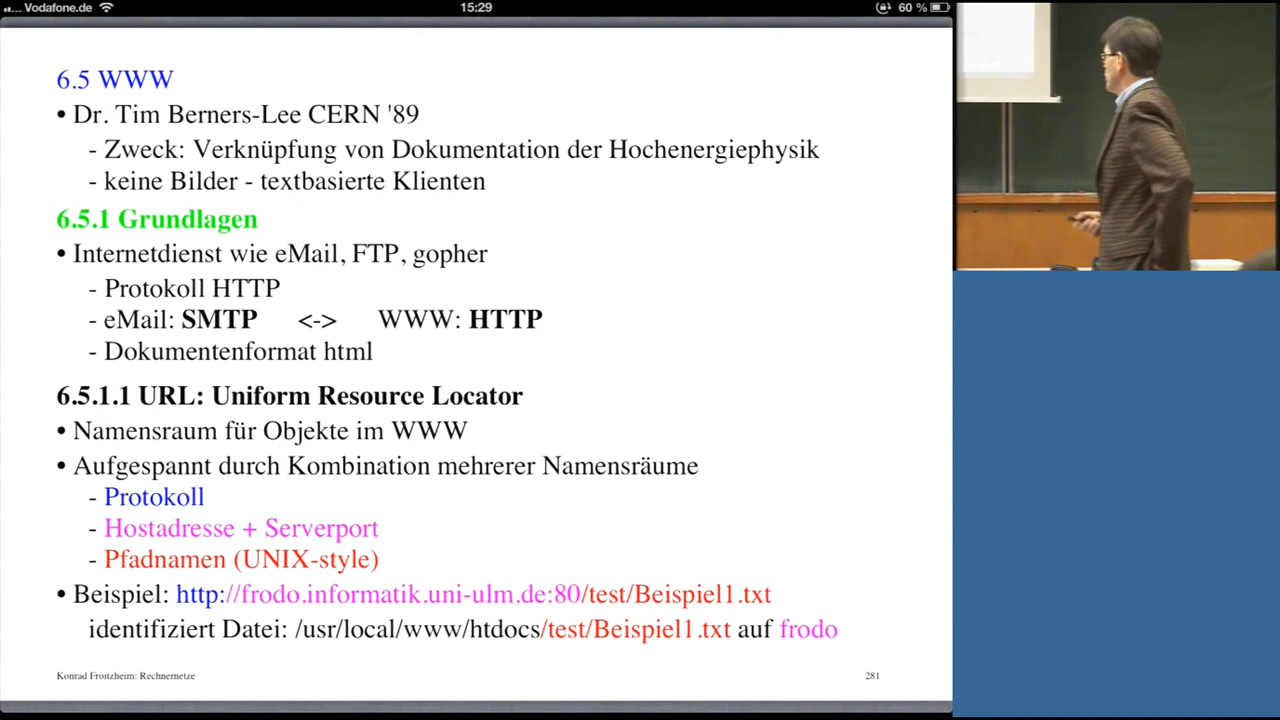 Vodafone.de 15:29 60 %
6.5 WWW
• Dr. Tim Berners-Lee CERN '89
- Zweck: Verknüpfung von Dokumentation der Hochenergiephysik
- keine Bilder - textbasierte Klienten
6.5.1 Grundlagen
• Internetdienst wie eMail, FTP, gopher
- Protokoll HTTP
- eMail: SMTP <-> WWW: HTTP
- Dokumentenformat html
6.5.1.1 URL: Uniform Resource Locator
• Namensraum für Objekte im WWW
• Aufgespannt durch Kombination mehrerer Namensräume
- Protokoll
- Hostadresse + Serverport
- Pfadnamen (UNIX-style)
• Beispiel: http://frodo.informatik.uni-ulm.de:80/test/Beispiel1.txt
identifiziert Datei: /usr/local/www/htdocs/test/Beispiel1.txt auf frodo
Konrad Froitzheim: Rechnernetze 281